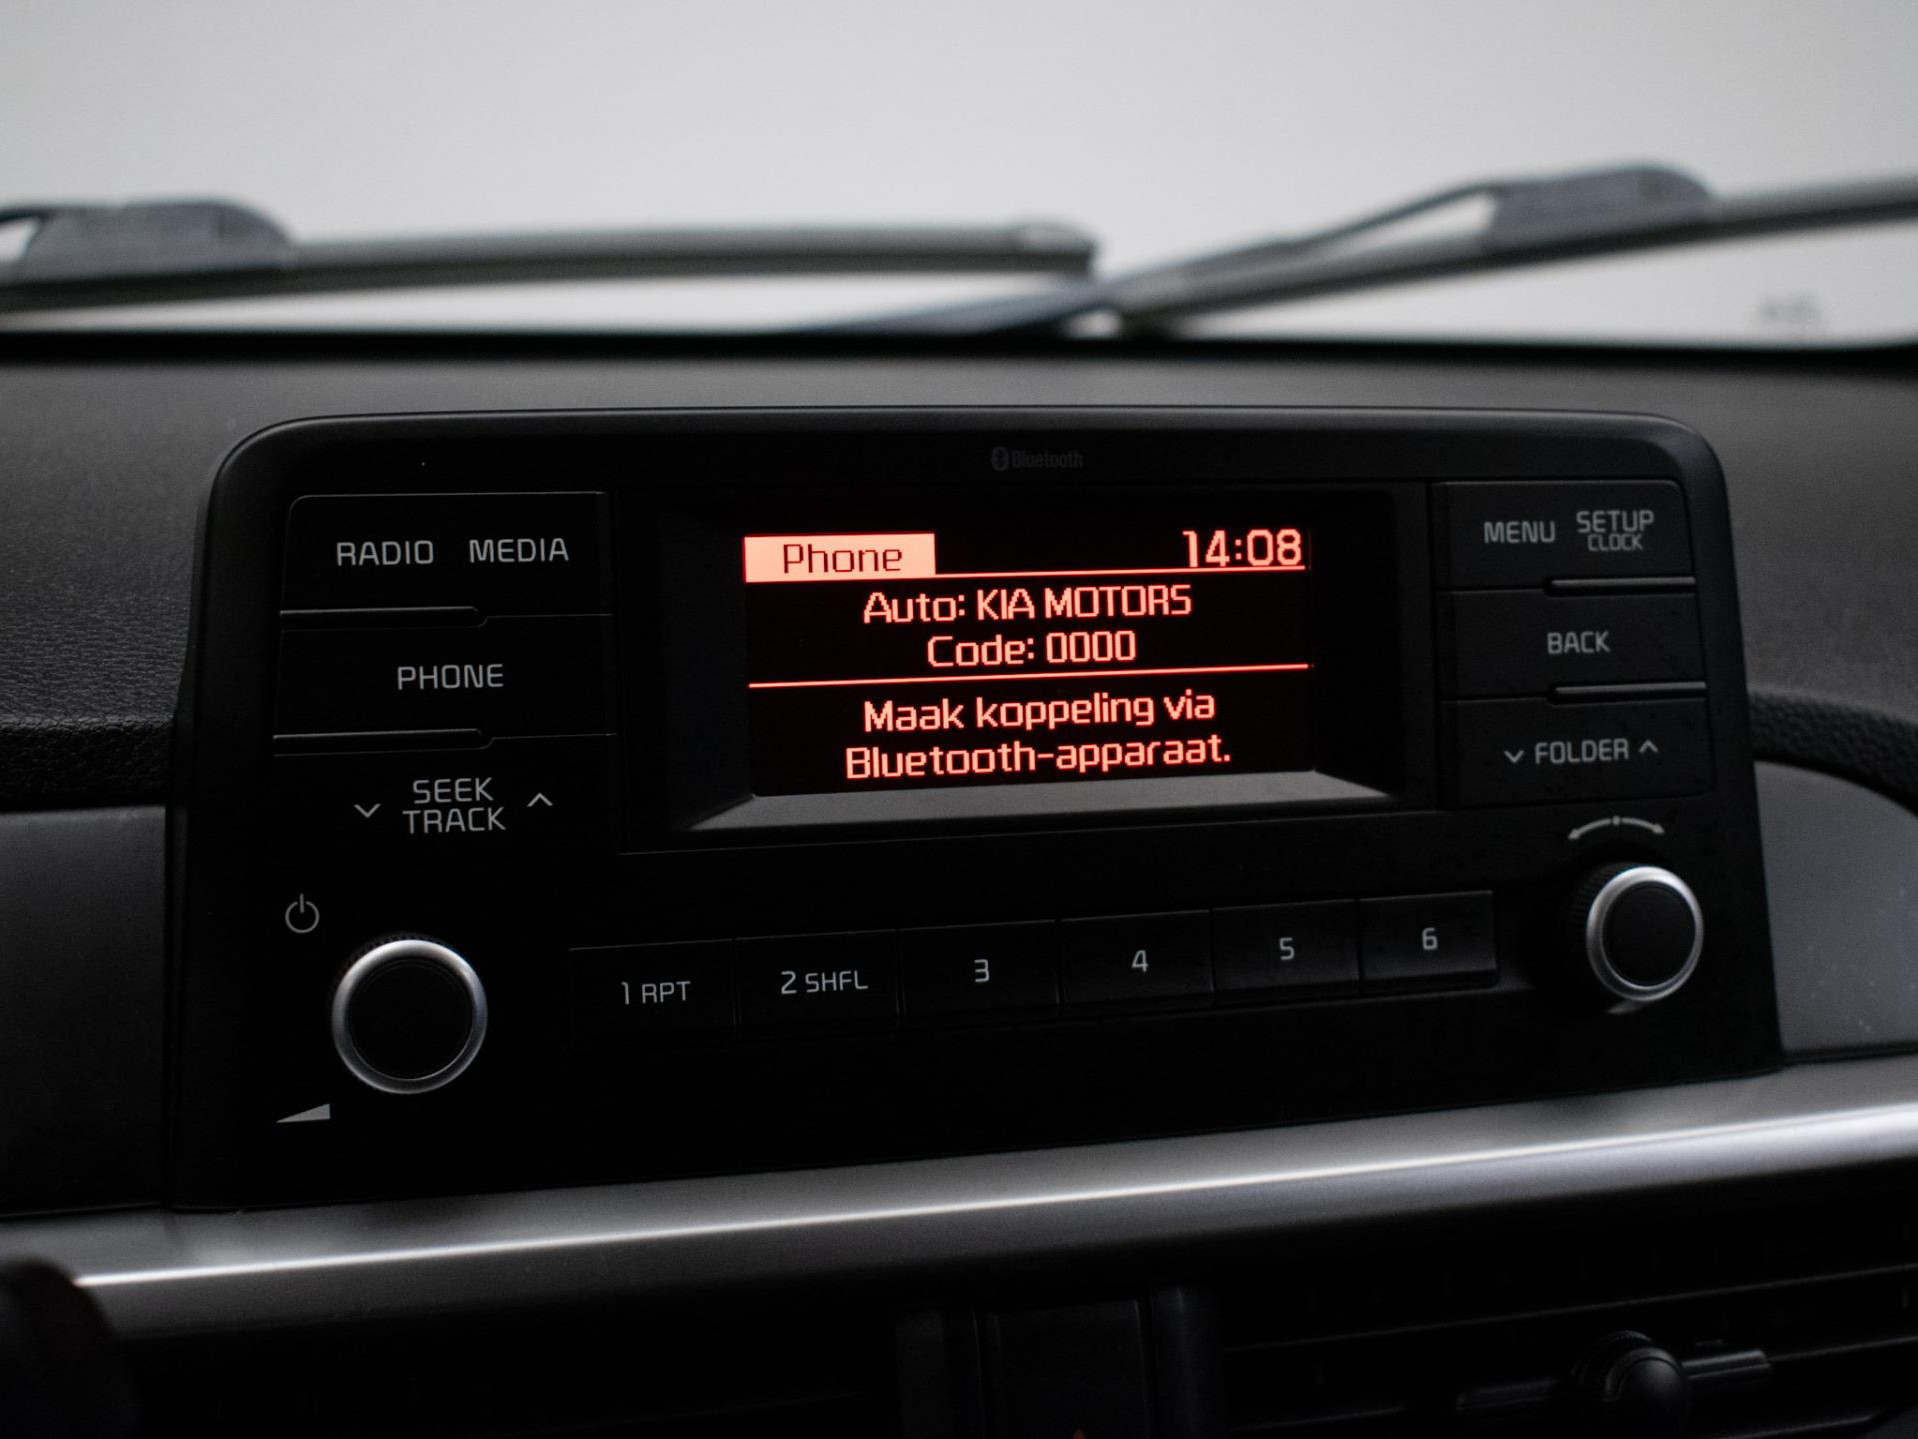 Bluetooth
RADIO MEDIA
PHONE
SEEK
TRACK
Phone 14:08
Auto: KIA MOTORS
Code: 0000
Maak koppeling via
Bluetooth-apparaat.
MENU SETUP
CLOCK
BACK
FOLDER
1 RPT 2 SHFL 3 4 5 6